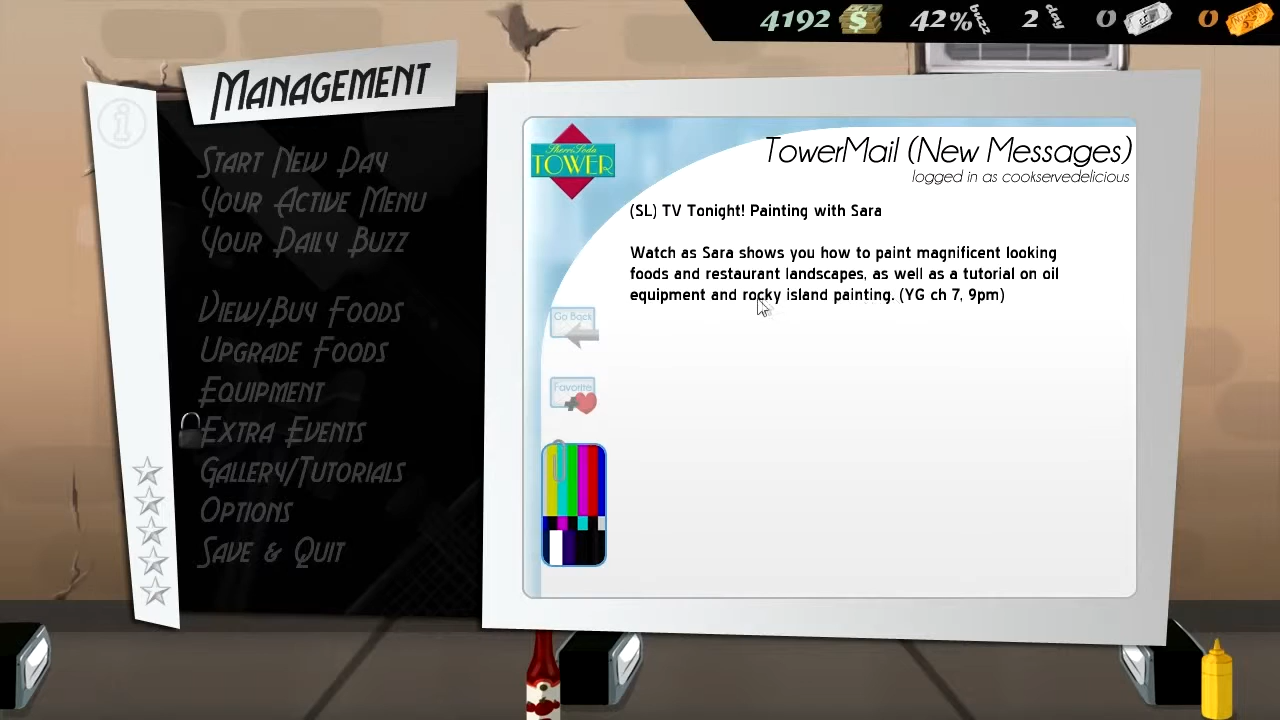 4192 $ 42% buzz 2 day 0 0
MANAGEMENT
i
START NEW DAY
YOUR ACTIVE MENU
YOUR DAILY BUZZ
VIEW/BUY FOODS
UPGRADE FOODS
EQUIPMENT
EXTRA EVENTS
GALLERY/TUTORIALS
OPTIONS
SAVE & QUIT
SherriSoda
TOWER
TowerMail (New Messages)
logged in as cookservedelicious
(SL) TV Tonight! Painting with Sara
Watch as Sara shows you how to paint magnificent looking
foods and restaurant landscapes, as well as a tutorial on oil
equipment and rocky island painting. (YG ch 7, 9pm)
Go Back
Favorite